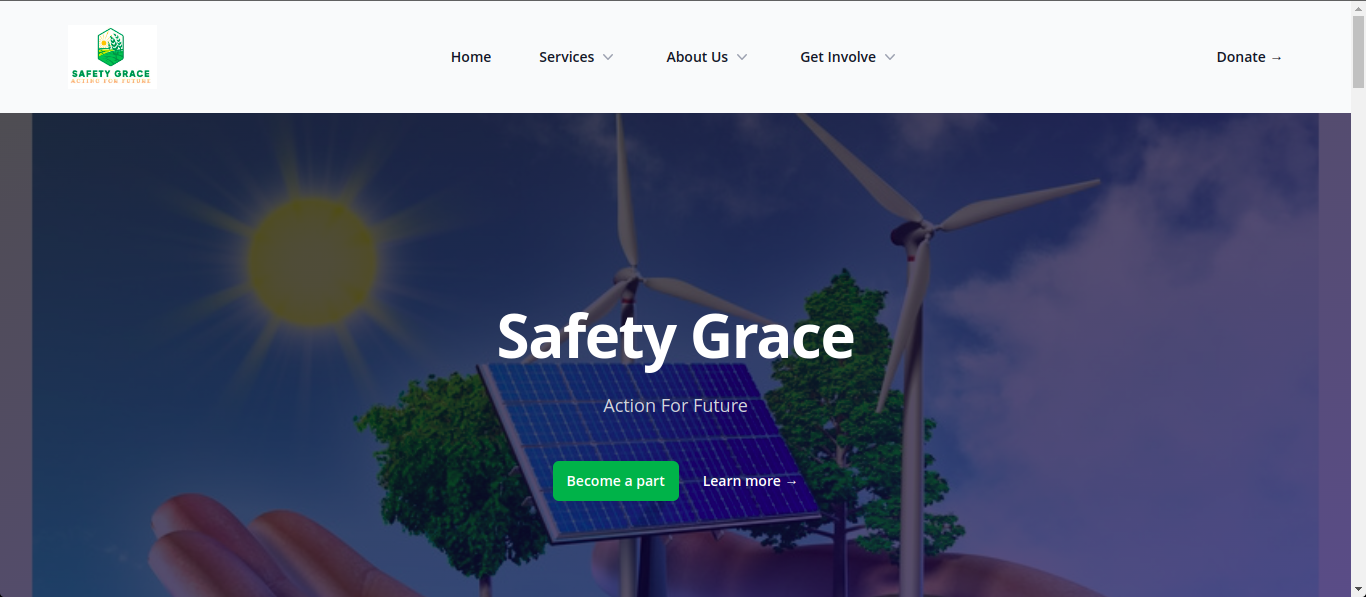 SAFETY GRACE
ACTION FOR FUTURE
Home
Services
About Us
Get Involve
Donate →
Safety Grace
Action For Future
Become a part
Learn more →